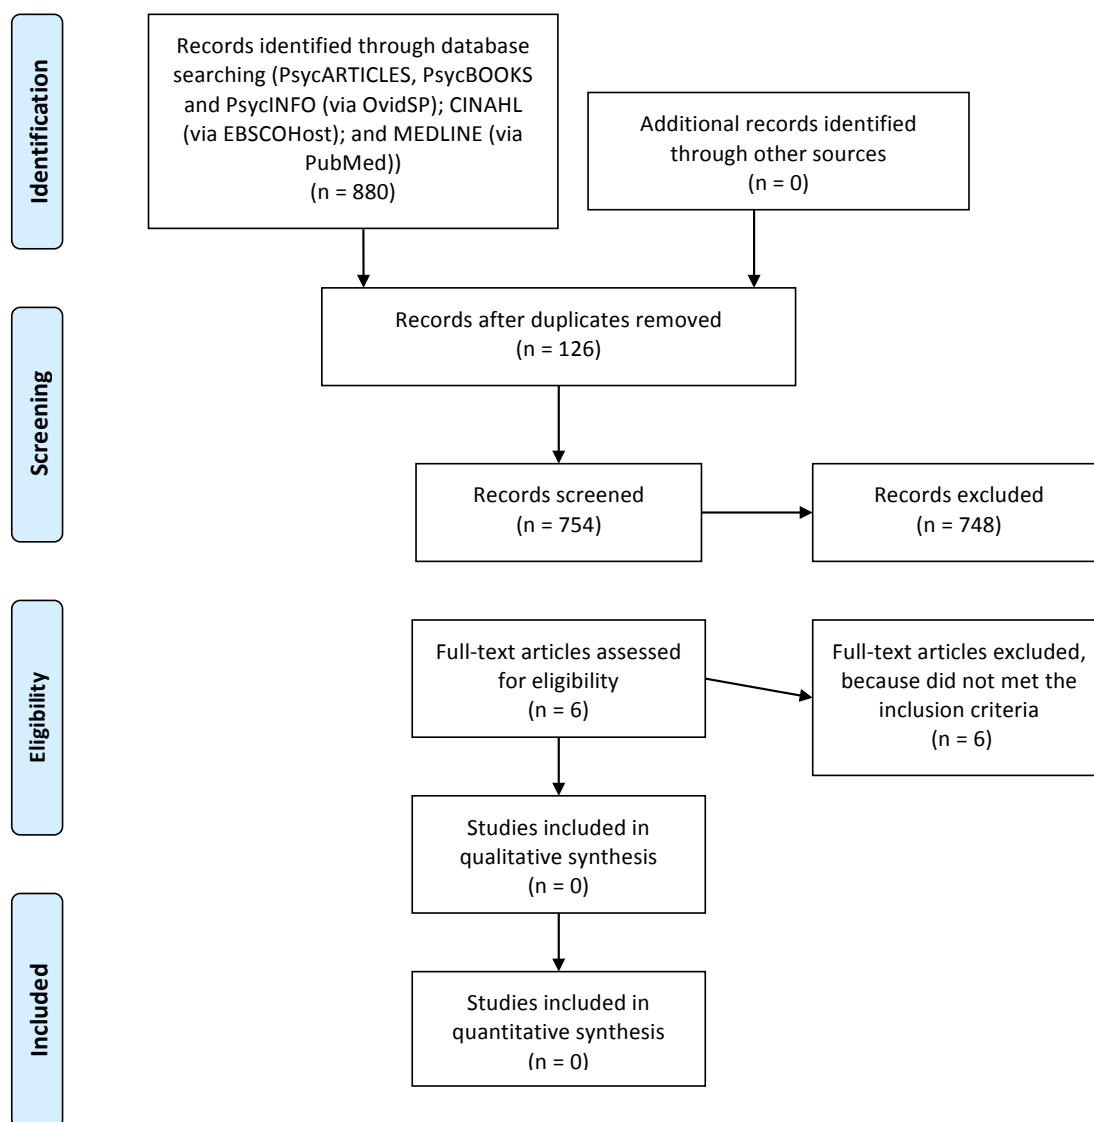 Identification
Records identified through database
searching (PsycARTICLES, PsycBOOKS
and PsycINFO (via OvidSP); CINAHL
(via EBSCOHost); and MEDLINE (via
PubMed))
(n = 880)
Additional records identified
through other sources
(n = 0)
Records after duplicates removed
(n = 126)
Screening
Records screened
(n = 754)
Records excluded
(n = 748)
Eligibility
Full-text articles assessed
for eligibility
(n = 6)
Full-text articles excluded,
because did not met the
inclusion criteria
(n = 6)
Studies included in
qualitative synthesis
(n = 0)
Included
Studies included in
quantitative synthesis
(n = 0)